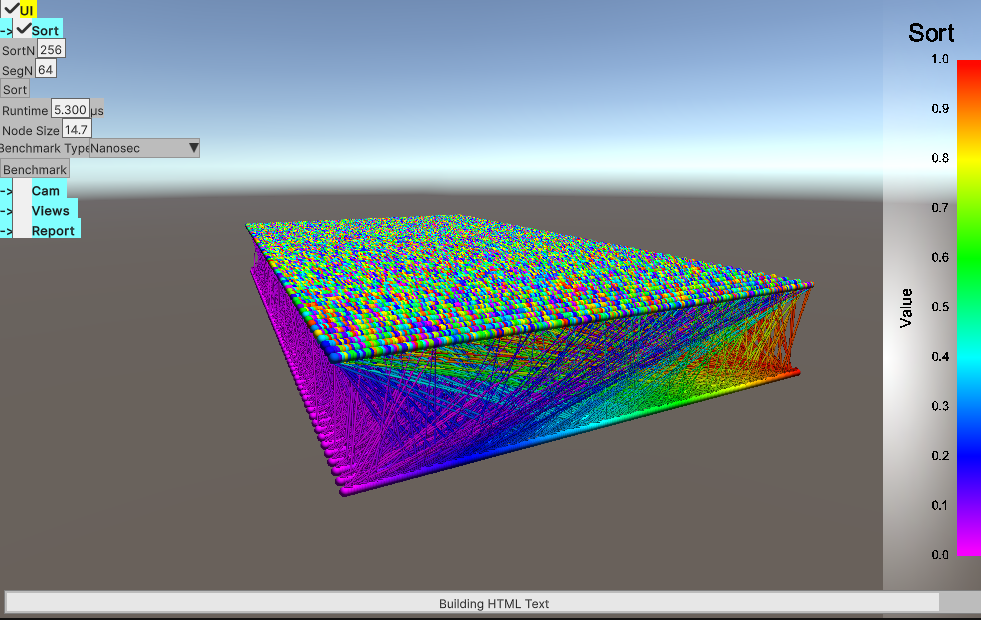 UI
-> Sort
SortN 256
SegN 64
Sort
Runtime 5.300 µs
Node Size 14.7
Benchmark Type Nanosec
Benchmark
-> Cam
-> Views
-> Report
Sort
1.0
0.9
0.8
0.7
0.6
0.5
0.4
0.3
0.2
0.1
0.0
Value
Building HTML Text